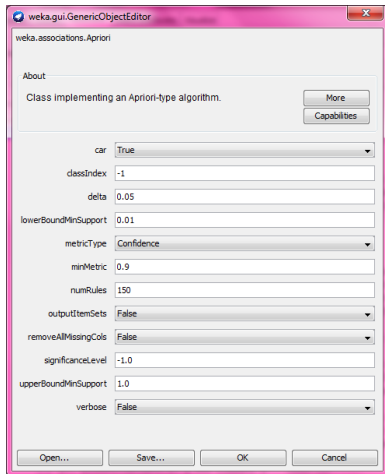 weka.gui.GenericObjectEditor
weka.associations.Apriori
About
Class implementing an Apriori-type algorithm.
More
Capabilities
car True
classIndex -1
delta 0.05
lowerBoundMinSupport 0.01
metricType Confidence
minMetric 0.9
numRules 150
outputItemSets False
removeAllMissingCols False
significanceLevel -1.0
upperBoundMinSupport 1.0
verbose False
Open... Save... OK Cancel